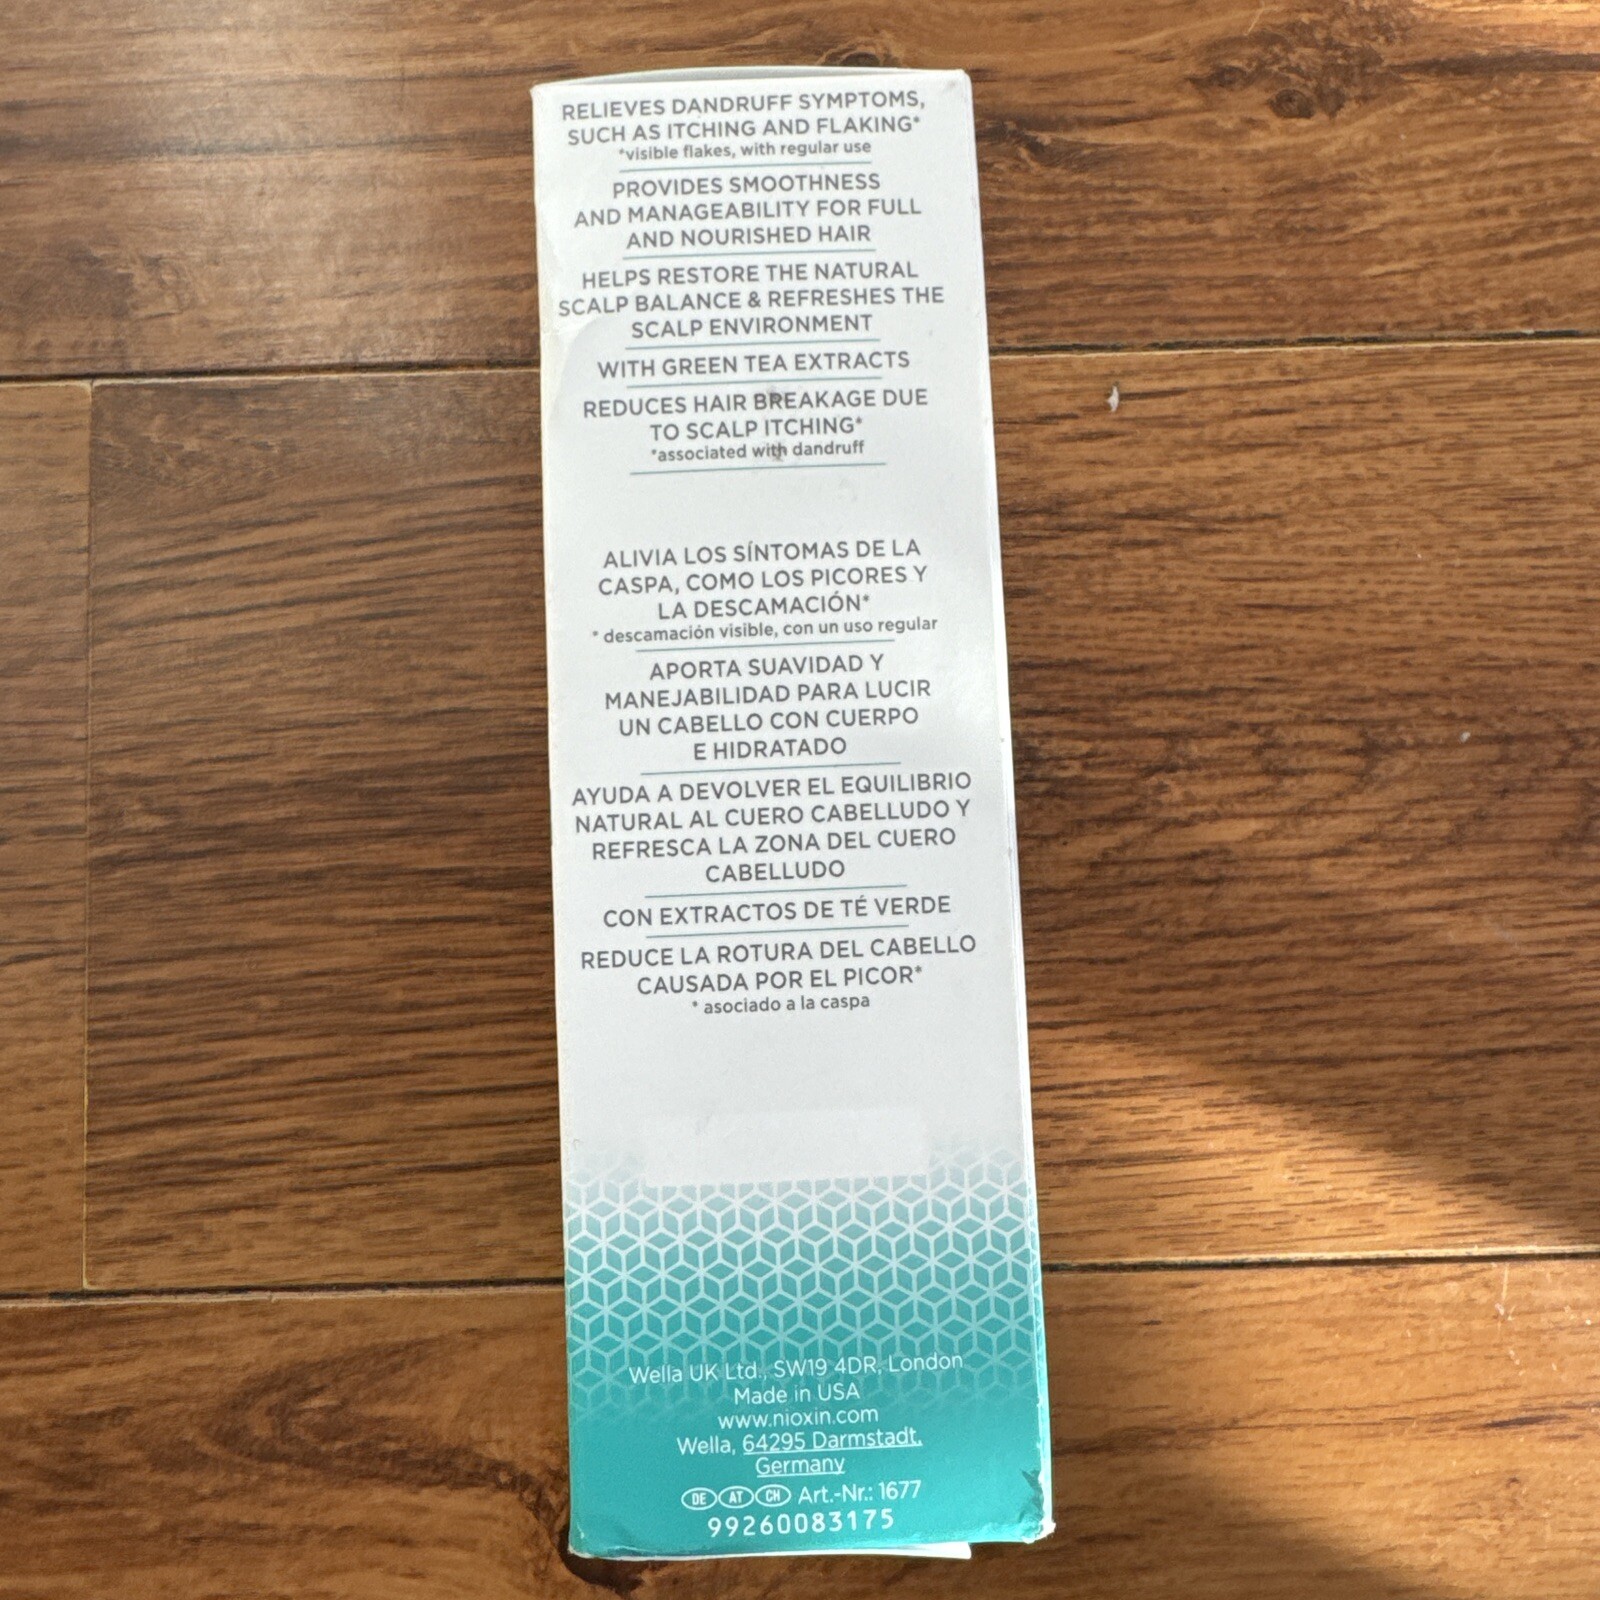 RELIEVES DANDRUFF SYMPTOMS,
SUCH AS ITCHING AND FLAKING*
*visible flakes, with regular use
PROVIDES SMOOTHNESS
AND MANAGEABILITY FOR FULL
AND NOURISHED HAIR
HELPS RESTORE THE NATURAL
SCALP BALANCE & REFRESHES THE
SCALP ENVIRONMENT
WITH GREEN TEA EXTRACTS
REDUCES HAIR BREAKAGE DUE
TO SCALP ITCHING*
*associated with dandruff
ALIVIA LOS SÍNTOMAS DE LA
CASPA, COMO LOS PICORES Y
LA DESCAMACIÓN*
* descamación visible, con un uso regular
APORTA SUAVIDAD Y
MANEJABILIDAD PARA LUCIR
UN CABELLO CON CUERPO
E HIDRATADO
AYUDA A DEVOLVER EL EQUILIBRIO
NATURAL AL CUERO CABELLUDO Y
REFRESCA LA ZONA DEL CUERO
CABELLUDO
CON EXTRACTOS DE TÉ VERDE
REDUCE LA ROTURA DEL CABELLO
CAUSADA POR EL PICOR*
* asociado a la caspa
Wella UK Ltd., SW19 4DR, London
Made in USA
www.nioxin.com
Wella, 64295 Darmstadt,
Germany
DE AT CH Art.-Nr.: 1677
99260083175